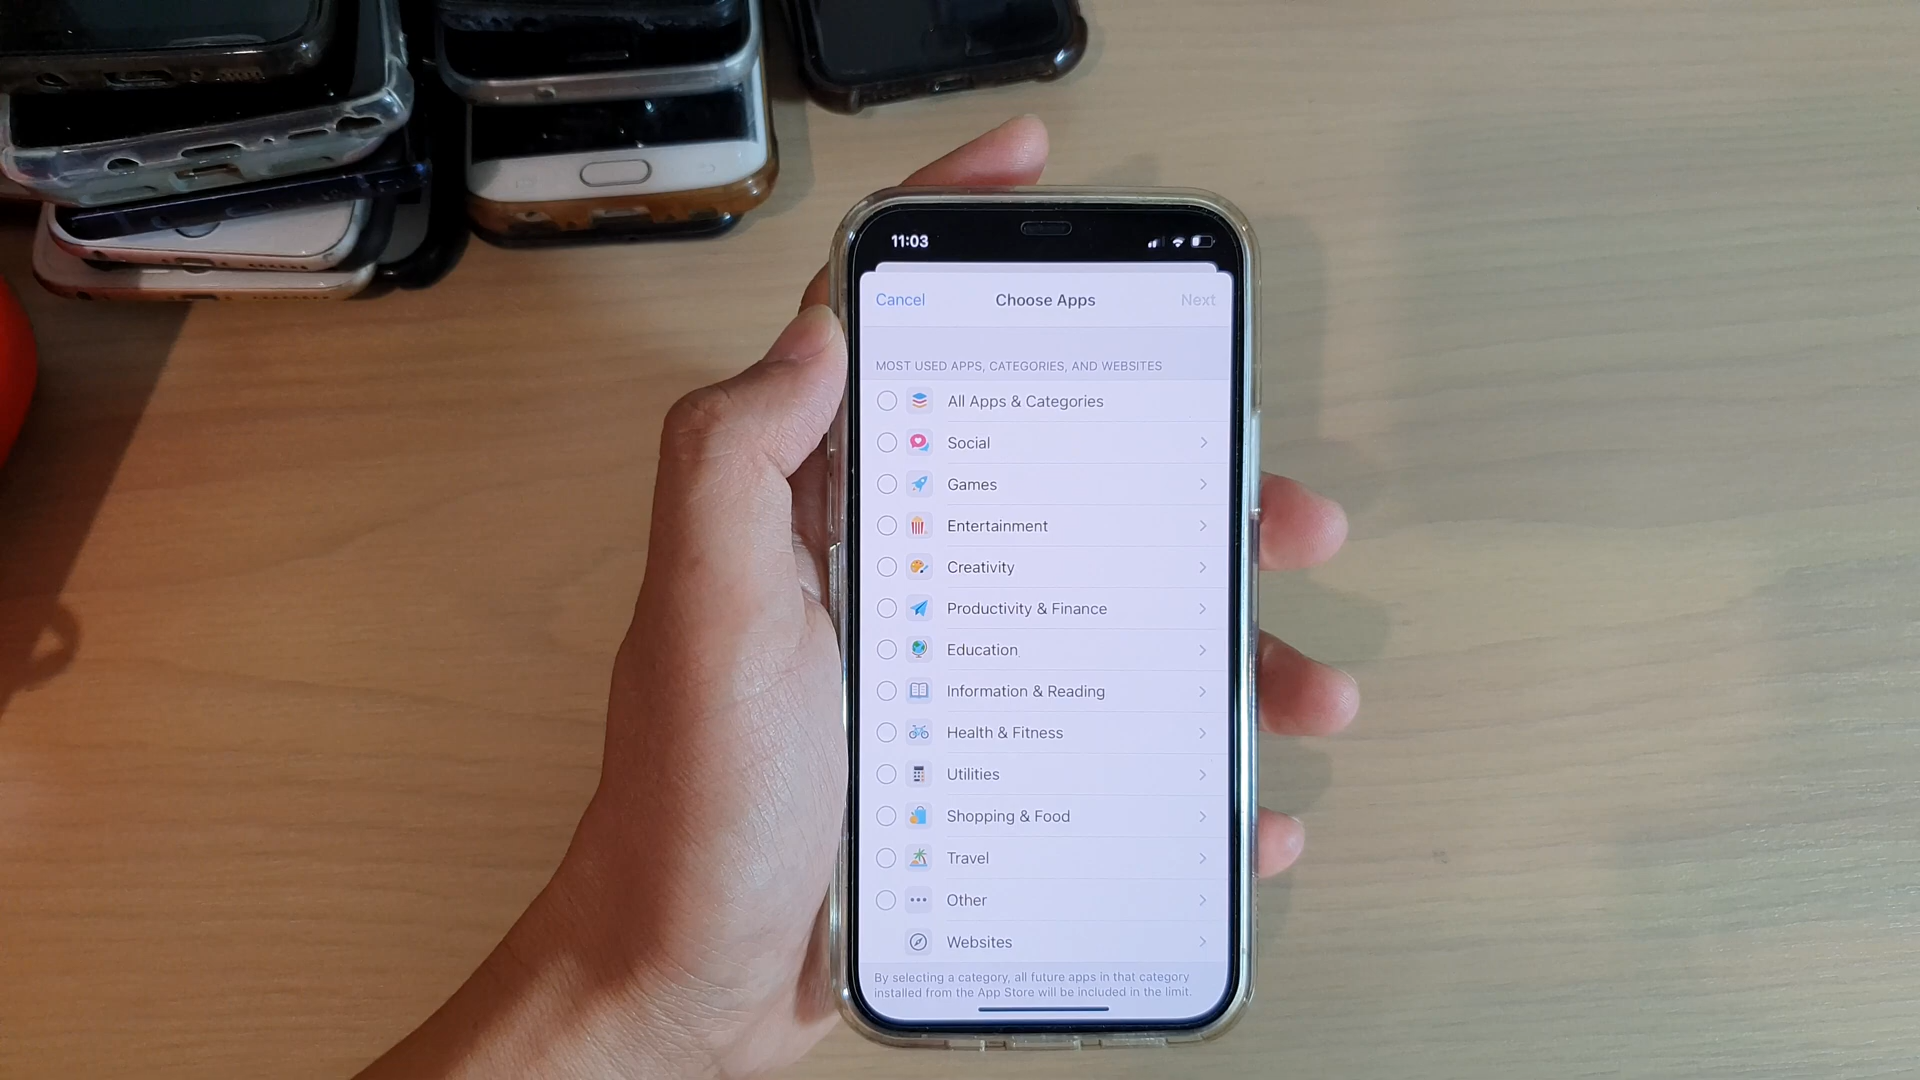 11:03
Cancel Choose Apps Next
MOST USED APPS, CATEGORIES, AND WEBSITES
All Apps & Categories
Social
Games
Entertainment
Creativity
Productivity & Finance
Education
Information & Reading
Health & Fitness
Utilities
Shopping & Food
Travel
Other
Websites
By selecting a category, all future apps in that category
installed from the App Store will be included in the limit.